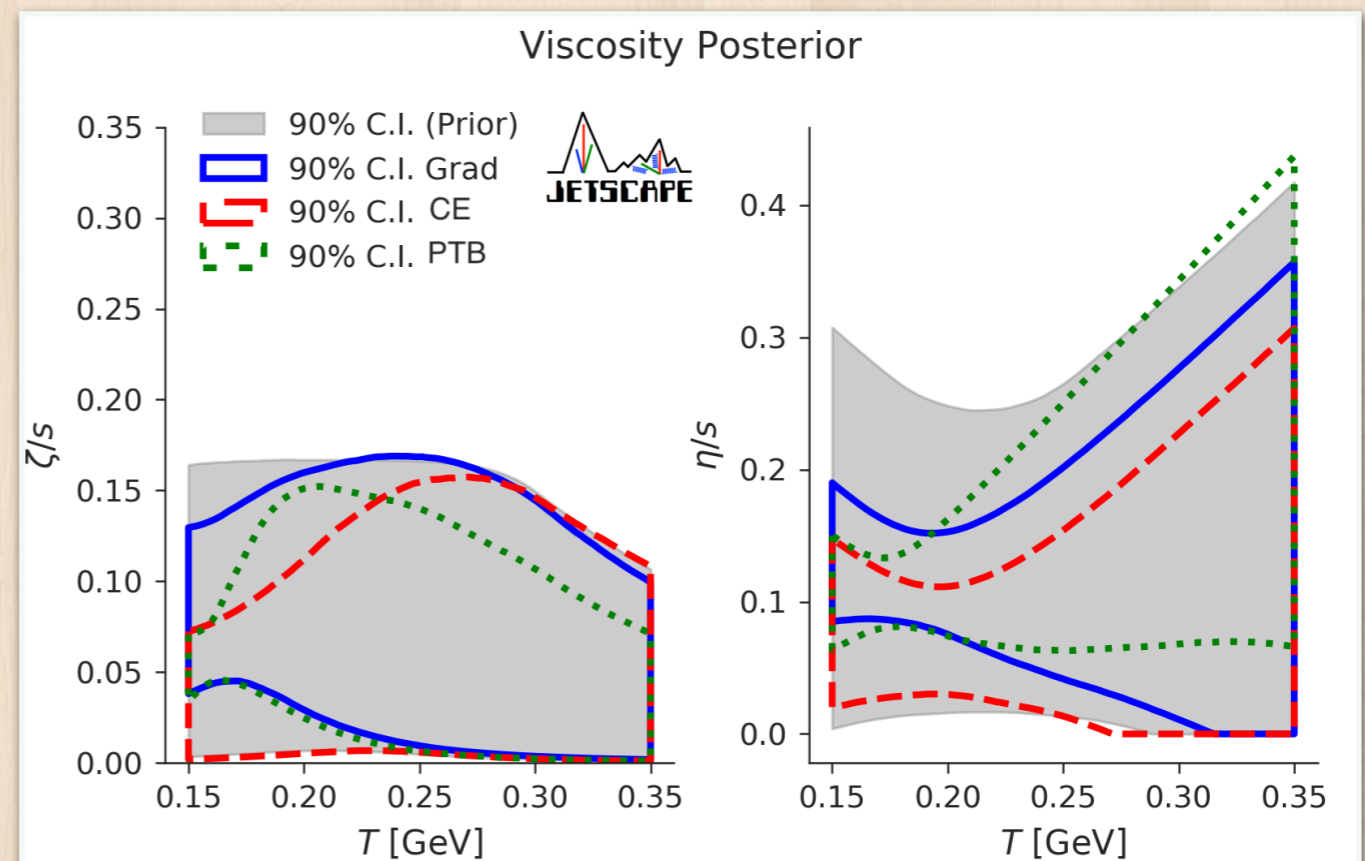 Viscosity Posterior
90% C.I. (Prior)
90% C.I. Grad
90% C.I. CE
90% C.I. PTB
JETSCAPE
0.35
0.30
0.25
0.20
0.15
0.10
0.05
0.00
ζ/s
0.15 0.20 0.25 0.30 0.35
T [GeV]
0.4
0.3
0.2
0.1
0.0
η/s
0.15 0.20 0.25 0.30 0.35
T [GeV]